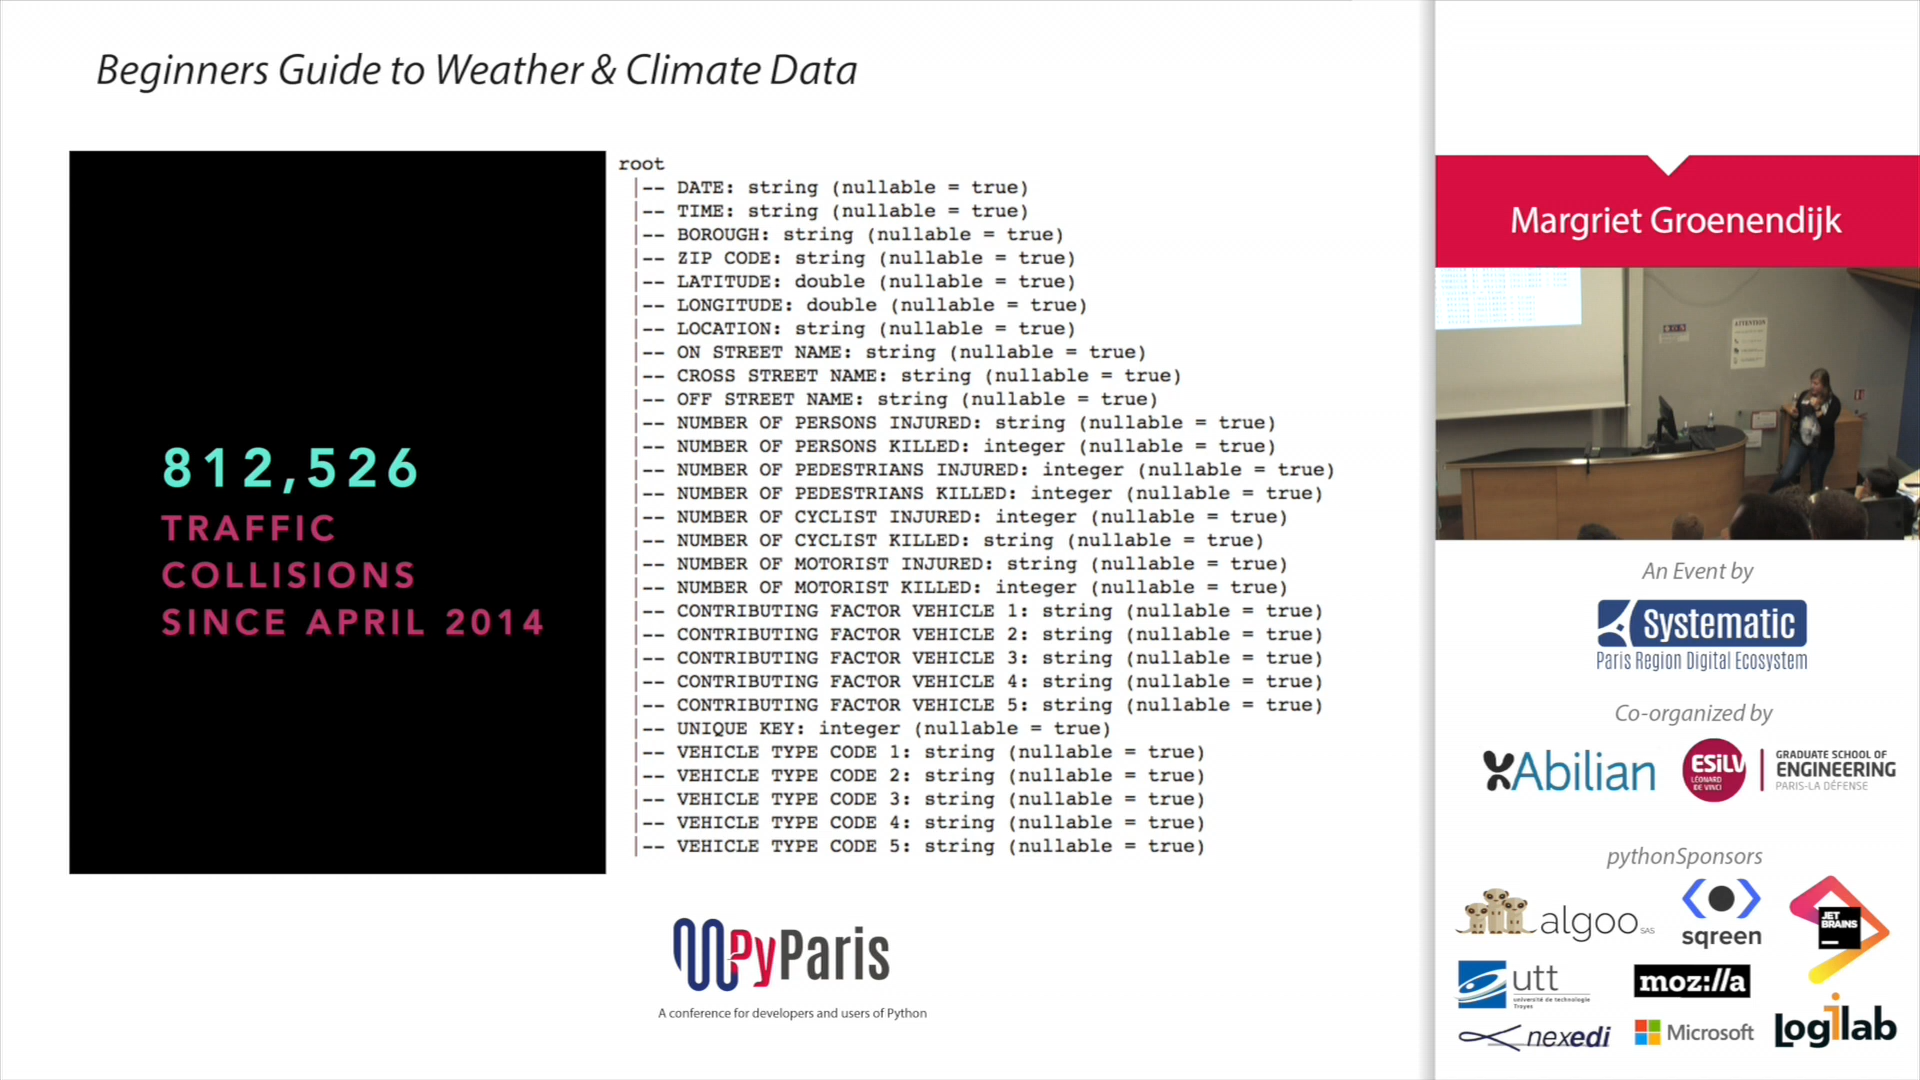 Beginners Guide to Weather & Climate Data
812,526
TRAFFIC
COLLISIONS
SINCE APRIL 2014
root
|-- DATE: string (nullable = true)
|-- TIME: string (nullable = true)
|-- BOROUGH: string (nullable = true)
|-- ZIP CODE: string (nullable = true)
|-- LATITUDE: double (nullable = true)
|-- LONGITUDE: double (nullable = true)
|-- LOCATION: string (nullable = true)
|-- ON STREET NAME: string (nullable = true)
|-- CROSS STREET NAME: string (nullable = true)
|-- OFF STREET NAME: string (nullable = true)
|-- NUMBER OF PERSONS INJURED: string (nullable = true)
|-- NUMBER OF PERSONS KILLED: integer (nullable = true)
|-- NUMBER OF PEDESTRIANS INJURED: integer (nullable = true)
|-- NUMBER OF PEDESTRIANS KILLED: integer (nullable = true)
|-- NUMBER OF CYCLIST INJURED: integer (nullable = true)
|-- NUMBER OF CYCLIST KILLED: string (nullable = true)
|-- NUMBER OF MOTORIST INJURED: string (nullable = true)
|-- NUMBER OF MOTORIST KILLED: integer (nullable = true)
|-- CONTRIBUTING FACTOR VEHICLE 1: string (nullable = true)
|-- CONTRIBUTING FACTOR VEHICLE 2: string (nullable = true)
|-- CONTRIBUTING FACTOR VEHICLE 3: string (nullable = true)
|-- CONTRIBUTING FACTOR VEHICLE 4: string (nullable = true)
|-- CONTRIBUTING FACTOR VEHICLE 5: string (nullable = true)
|-- UNIQUE KEY: integer (nullable = true)
|-- VEHICLE TYPE CODE 1: string (nullable = true)
|-- VEHICLE TYPE CODE 2: string (nullable = true)
|-- VEHICLE TYPE CODE 3: string (nullable = true)
|-- VEHICLE TYPE CODE 4: string (nullable = true)
|-- VEHICLE TYPE CODE 5: string (nullable = true)
PyParis
A conference for developers and users of Python
Margriet Groenendijk
ATTENTION
An Event by
Systematic
Paris Region Digital Ecosystem
Co-organized by
Abilian
ESILV
LÉONARD
DE VINCI
GRADUATE SCHOOL OF
ENGINEERING
PARIS-LA DÉFENSE
pythonSponsors
algoo SAS
sqreen
JET
BRAINS
utt
université de technologie
Troyes
moz://a
nexedi
Microsoft
logilab